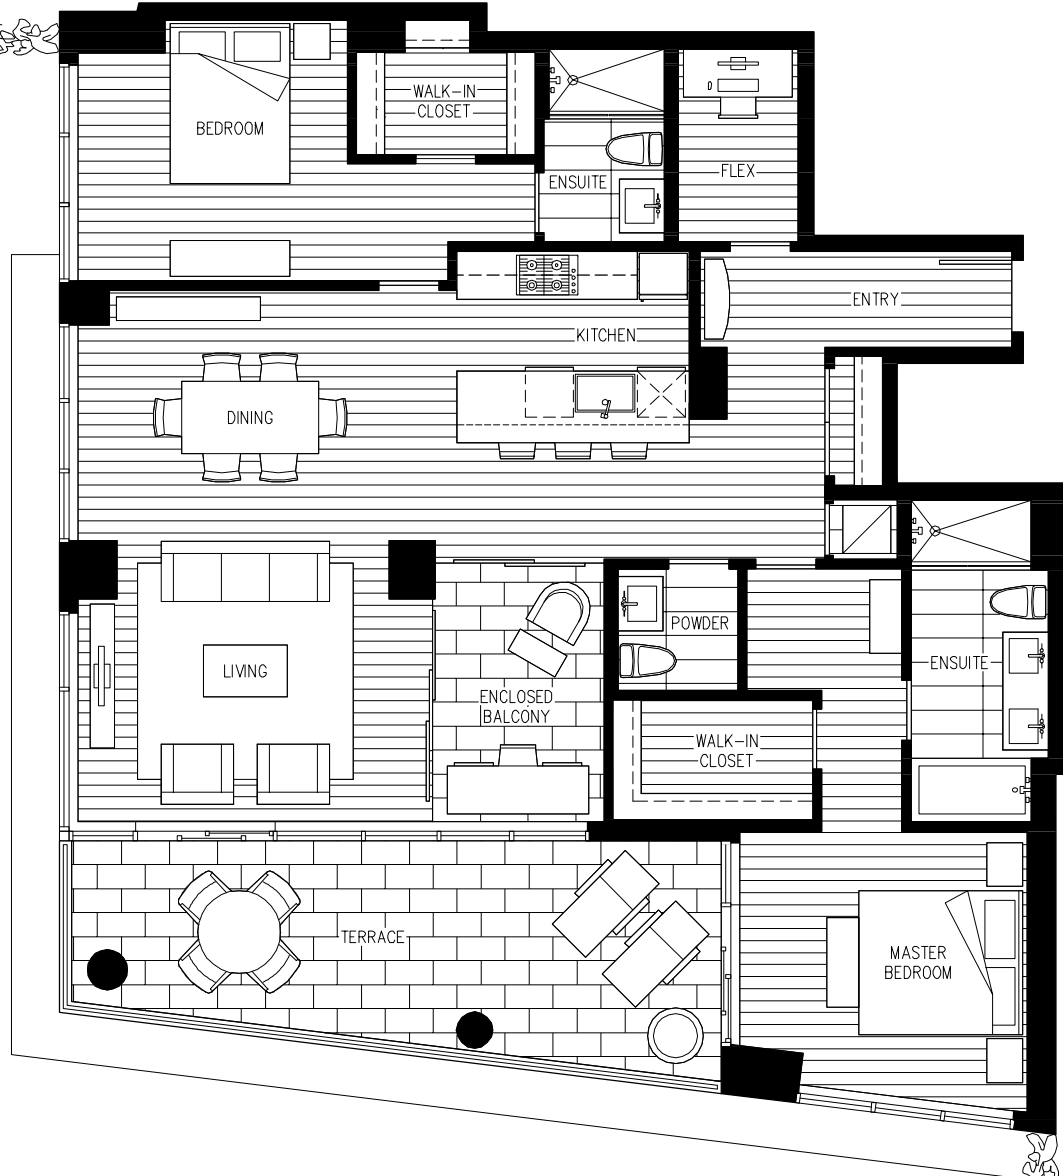 WALK-IN
CLOSET
BEDROOM
FLEX
ENSUITE
ENTRY
KITCHEN
DINING
POWDER
LIVING
ENSUITE
ENCLOSED
BALCONY
WALK-IN
CLOSET
TERRACE
MASTER
BEDROOM